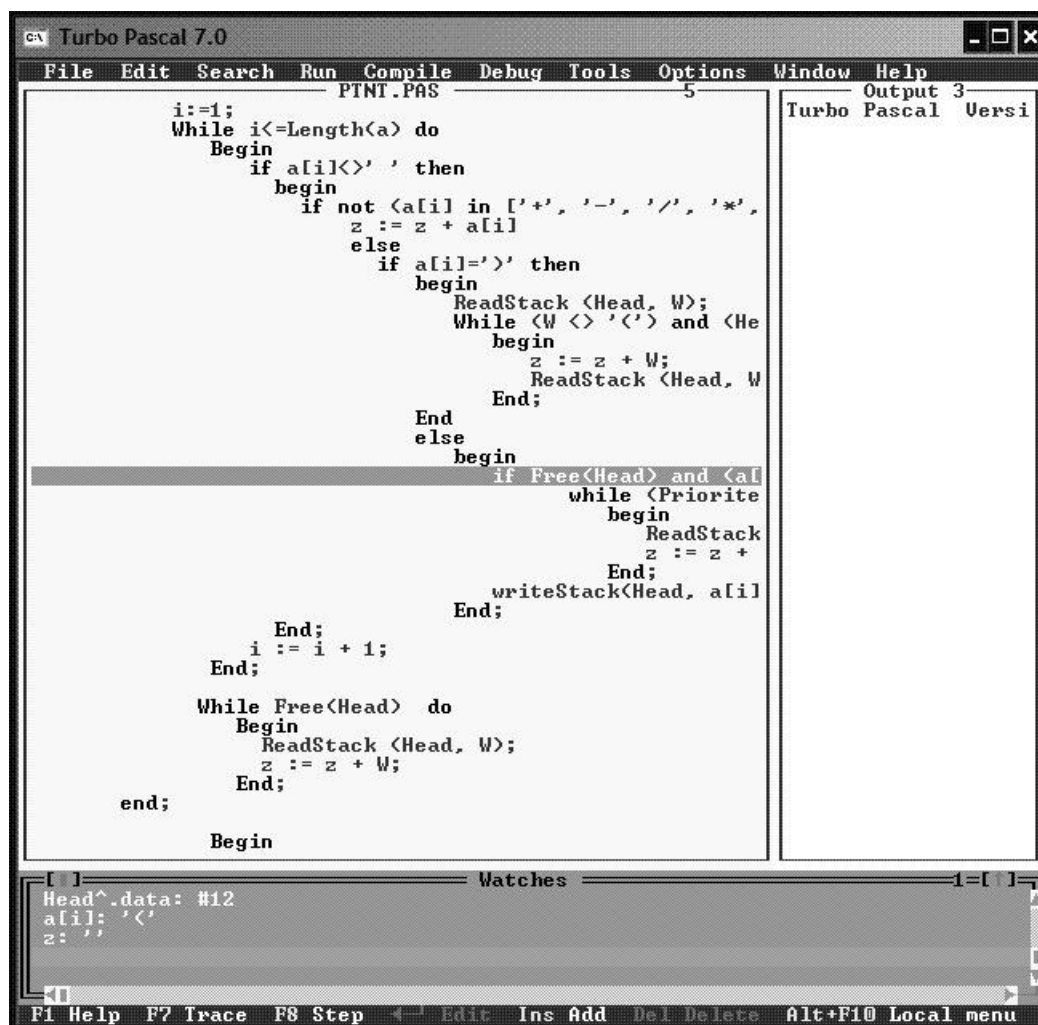 Turbo Pascal 7.0
File Edit Search Run Compile Debug Tools Options Window Help
PTNT.PAS 5
i:=1;
While i<=Length(a) do
Begin
if a[i]<>' ' then
begin
if not (a[i] in ['+', '-', '/', '*',
z := z + a[i]
else
if a[i]=')' then
begin
ReadStack (Head, W);
While (W <> '(') and (He
begin
z := z + W;
ReadStack (Head, W
End;
End
else
begin
if Free(Head) and (a[
while (Priorite
begin
ReadStack
z := z +
End;
writeStack(Head, a[i]
End;
End;
i := i + 1;
End;
While Free(Head) do
Begin
ReadStack (Head, W);
z := z + W;
End;
end;
Begin
Output 3
Turbo Pascal Versi
Watches 1
Head^.data: #12
a[i]: '('
z: ''
F1 Help F7 Trace F8 Step Edit Ins Add Del Delete Alt+F10 Local menu